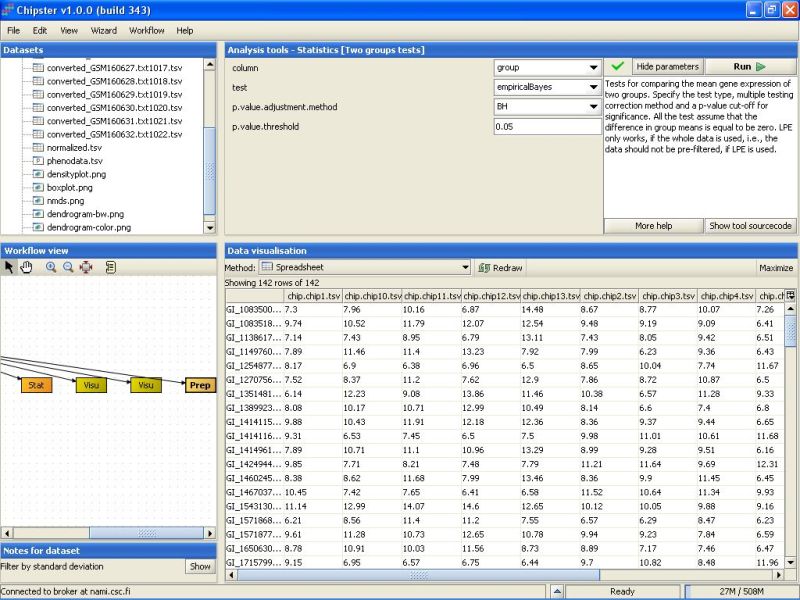 Chipster v1.0.0 (build 343)
File Edit View Wizard Workflow Help
Datasets
converted_GSM160627.txt1017.tsv
converted_GSM160628.txt1018.tsv
converted_GSM160629.txt1019.tsv
converted_GSM160630.txt1020.tsv
converted_GSM160631.txt1021.tsv
converted_GSM160632.txt1022.tsv
normalized.tsv
phenodata.tsv
densityplot.png
boxplot.png
nmds.png
dendrogram-bw.png
dendrogram-color.png
Analysis tools - Statistics [Two groups tests]
column group
test empiricalBayes
p.value.adjustment.method BH
p.value.threshold 0.05
Hide parameters Run
Tests for comparing the mean gene expression of
two groups. Specify the test type, multiple testing
correction method and a p-value cut-off for
significance. All the test assume that the
difference in group means is equal to be zero. LPE
only works, if the whole data is used, i.e., the
data should not be pre-filtered, if LPE is used.
More help Show tool sourcecode
Workflow view
Stat Visu Visu Prep
Notes for dataset
Filter by standard deviation Show
Data visualisation
Method: Spreadsheet Redraw Maximize
Showing 142 rows of 142
chip.chip1.tsv chip.chip10.tsv chip.chip11.tsv chip.chip12.tsv chip.chip13.tsv chip.chip2.tsv chip.chip3.tsv chip.chip4.tsv chip.ch
GI_1083500... 7.3 7.96 10.16 6.87 14.48 8.67 8.77 10.07 7.26
GI_1083518... 9.74 10.52 11.79 12.07 12.54 9.48 9.19 9.09 6.41
GI_1138617... 7.14 7.43 8.95 6.79 13.11 7.43 8.05 9.42 6.51
GI_1149760... 7.89 11.46 11.4 13.23 7.92 7.99 6.23 9.36 6.43
GI_1254877... 8.17 6.9 6.38 6.96 6.5 8.65 10.04 7.74 11.67
GI_1270756... 7.52 8.37 11.2 7.62 12.9 7.86 8.72 10.87 6.5
GI_1351481... 6.14 12.23 9.08 13.86 11.46 10.38 6.57 11.28 9.33
GI_1389923... 8.08 10.17 10.71 12.99 10.49 8.14 6.6 7.4 6.8
GI_1414115... 9.88 10.43 11.91 12.18 12.36 8.36 9.37 9.44 6.65
GI_1414116... 9.31 6.53 7.45 6.5 7.5 9.98 11.01 10.61 11.68
GI_1414961... 7.89 10.71 11.1 10.96 13.29 8.99 9.28 9.51 6.16
GI_1424944... 9.85 7.71 8.21 7.48 7.79 11.21 11.64 9.69 12.31
GI_1460245... 8.38 11.62 11.68 7.99 13.46 8.36 9.9 11.45 6.45
GI_1467037... 10.45 7.42 7.65 6.41 6.58 11.52 10.64 11.34 9.93
GI_1543130... 11.14 12.99 14.07 14.6 12.65 10.12 10.05 9.88 9.16
GI_1571868... 6.21 8.56 11.4 11.2 7.55 6.57 6.29 8.47 6.23
GI_1571877... 9.61 11.28 10.73 12.65 10.78 9.94 9.23 7.84 6.59
GI_1650630... 8.78 10.91 10.03 11.56 8.73 8.89 7.17 7.46 6.47
GI_1715799... 9.15 6.95 6.57 6.75 6.44 9.7 10.82 8.48 11.96
Connected to broker at nami.csc.fi Ready 27M / 508M